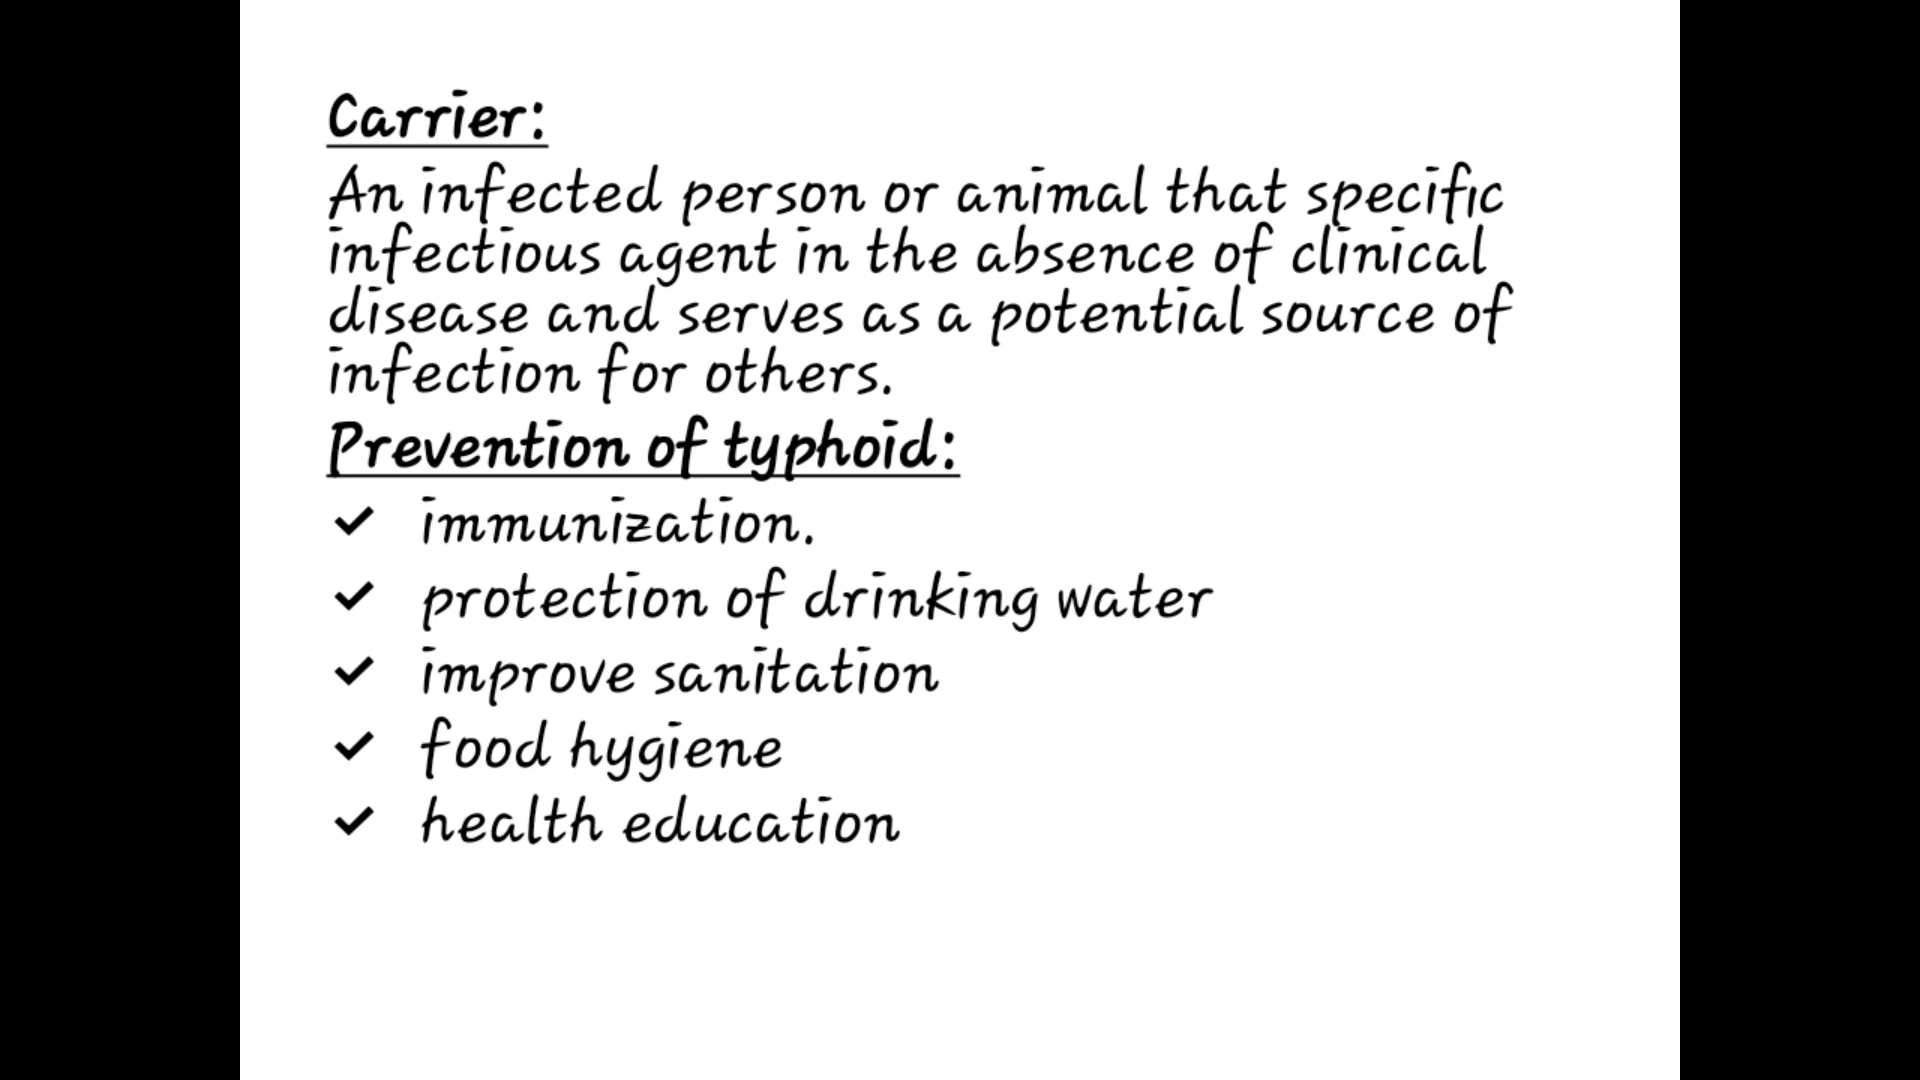 Carrier:
An infected person or animal that specific
infectious agent in the absence of clinical
disease and serves as a potential source of
infection for others.
Prevention of typhoid:
✔ immunization.
✔ protection of drinking water
✔ improve sanitation
✔ food hygiene
✔ health education